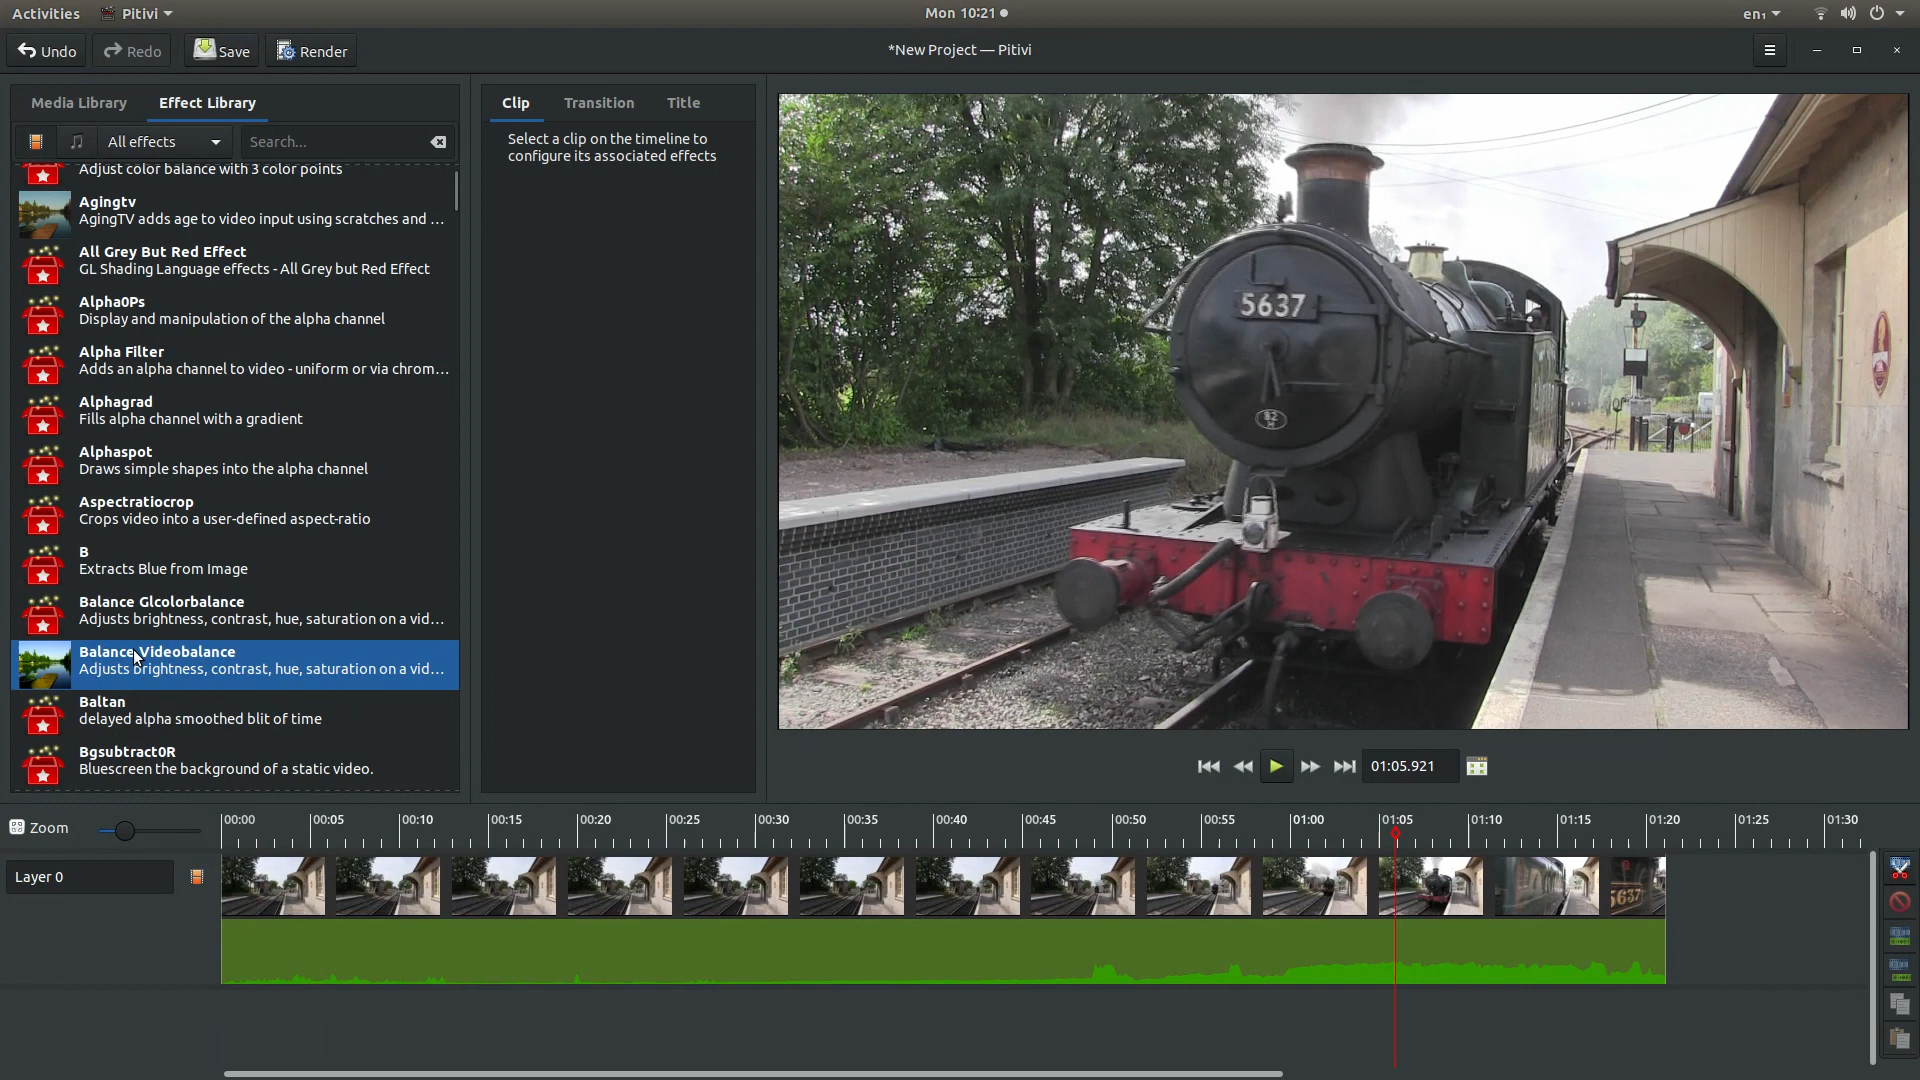 Activities Pitivi Mon 10:21 en₁
Undo Redo Save Render *New Project — Pitivi
Media Library Effect Library
All effects Search...
Adjust color balance with 3 color points
Agingtv
AgingTV adds age to video input using scratches and ...
All Grey But Red Effect
GL Shading Language effects - All Grey but Red Effect
Alpha0Ps
Display and manipulation of the alpha channel
Alpha Filter
Adds an alpha channel to video - uniform or via chrom...
Alphagrad
Fills alpha channel with a gradient
Alphaspot
Draws simple shapes into the alpha channel
Aspectratiocrop
Crops video into a user-defined aspect-ratio
B
Extracts Blue from Image
Balance Glcolorbalance
Adjusts brightness, contrast, hue, saturation on a vid...
Balance Videobalance
Adjusts brightness, contrast, hue, saturation on a vid...
Baltan
delayed alpha smoothed blit of time
Bgsubtract0R
Bluescreen the background of a static video.
Clip Transition Title
Select a clip on the timeline to
configure its associated effects
5637
82
01:05.921
Zoom 00:00 00:05 00:10 00:15 00:20 00:25 00:30 00:35 00:40 00:45 00:50 00:55 01:00 01:05 01:10 01:15 01:20 01:25 01:30
Layer 0
5637